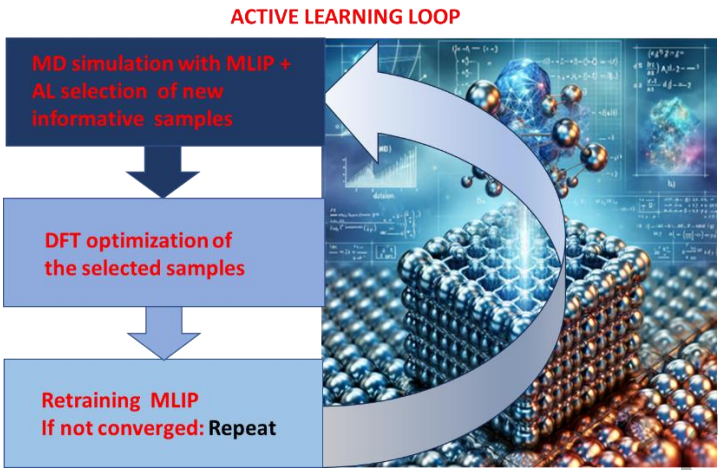 ACTIVE LEARNING LOOP
MD simulation with MLIP +
AL selection of new
informative samples
DFT optimization of
the selected samples
Retraining MLIP
If not converged: Repeat